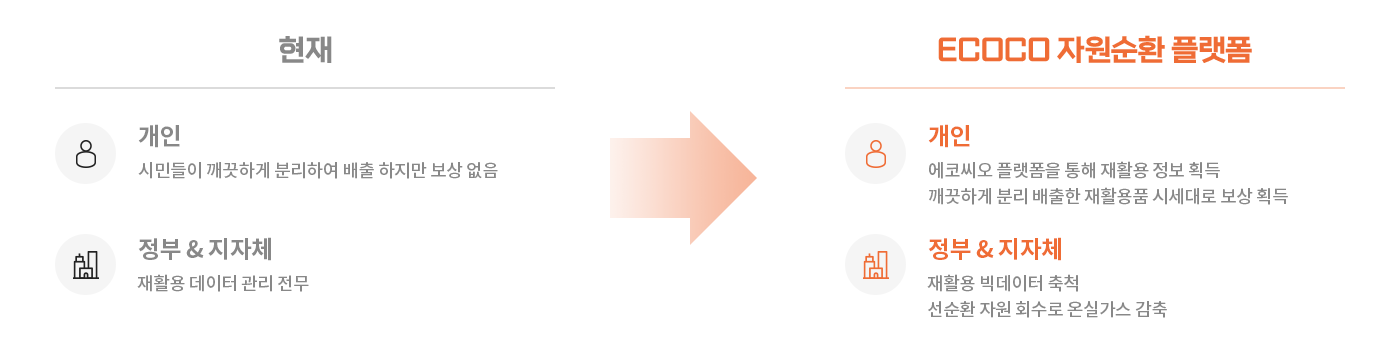 현재
개인
시민들이 깨끗하게 분리하여 배출 하지만 보상 없음
정부 & 지자체
재활용 데이터 관리 전무
ECOCO 자원순환 플랫폼
개인
에코씨오 플랫폼을 통해 재활용 정보 획득
깨끗하게 분리 배출한 재활용품 시세대로 보상 획득
정부 & 지자체
재활용 빅데이터 축척
선순환 자원 회수로 온실가스 감축